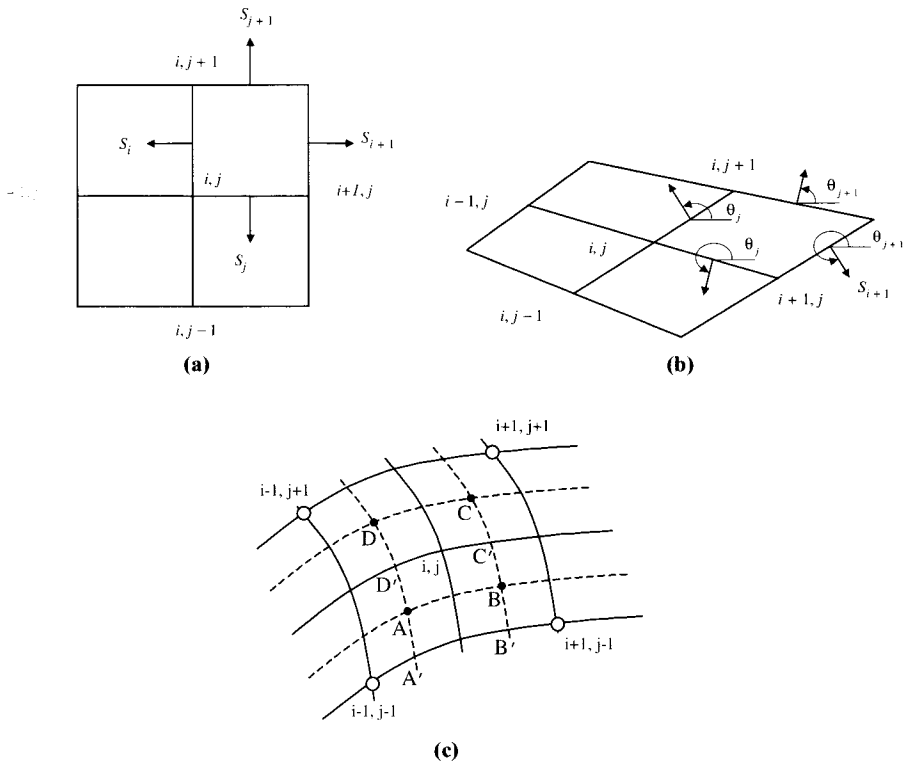 S_{j+1}
i, j + 1
S_i
S_{i+1}
i, j
i+1, j
S_j
i, j − 1
(a)
i, j + 1
θ_{j+1}
i − 1, j
θ_j
i, j
θ_j
θ_{j+1}
S_{i+1}
i + 1, j
i, j − 1
(b)
i+1, j+1
i-1, j+1
C
D
C′
i, j
D′
B
A
B′
i+1, j-1
A′
i-1, j-1
(c)